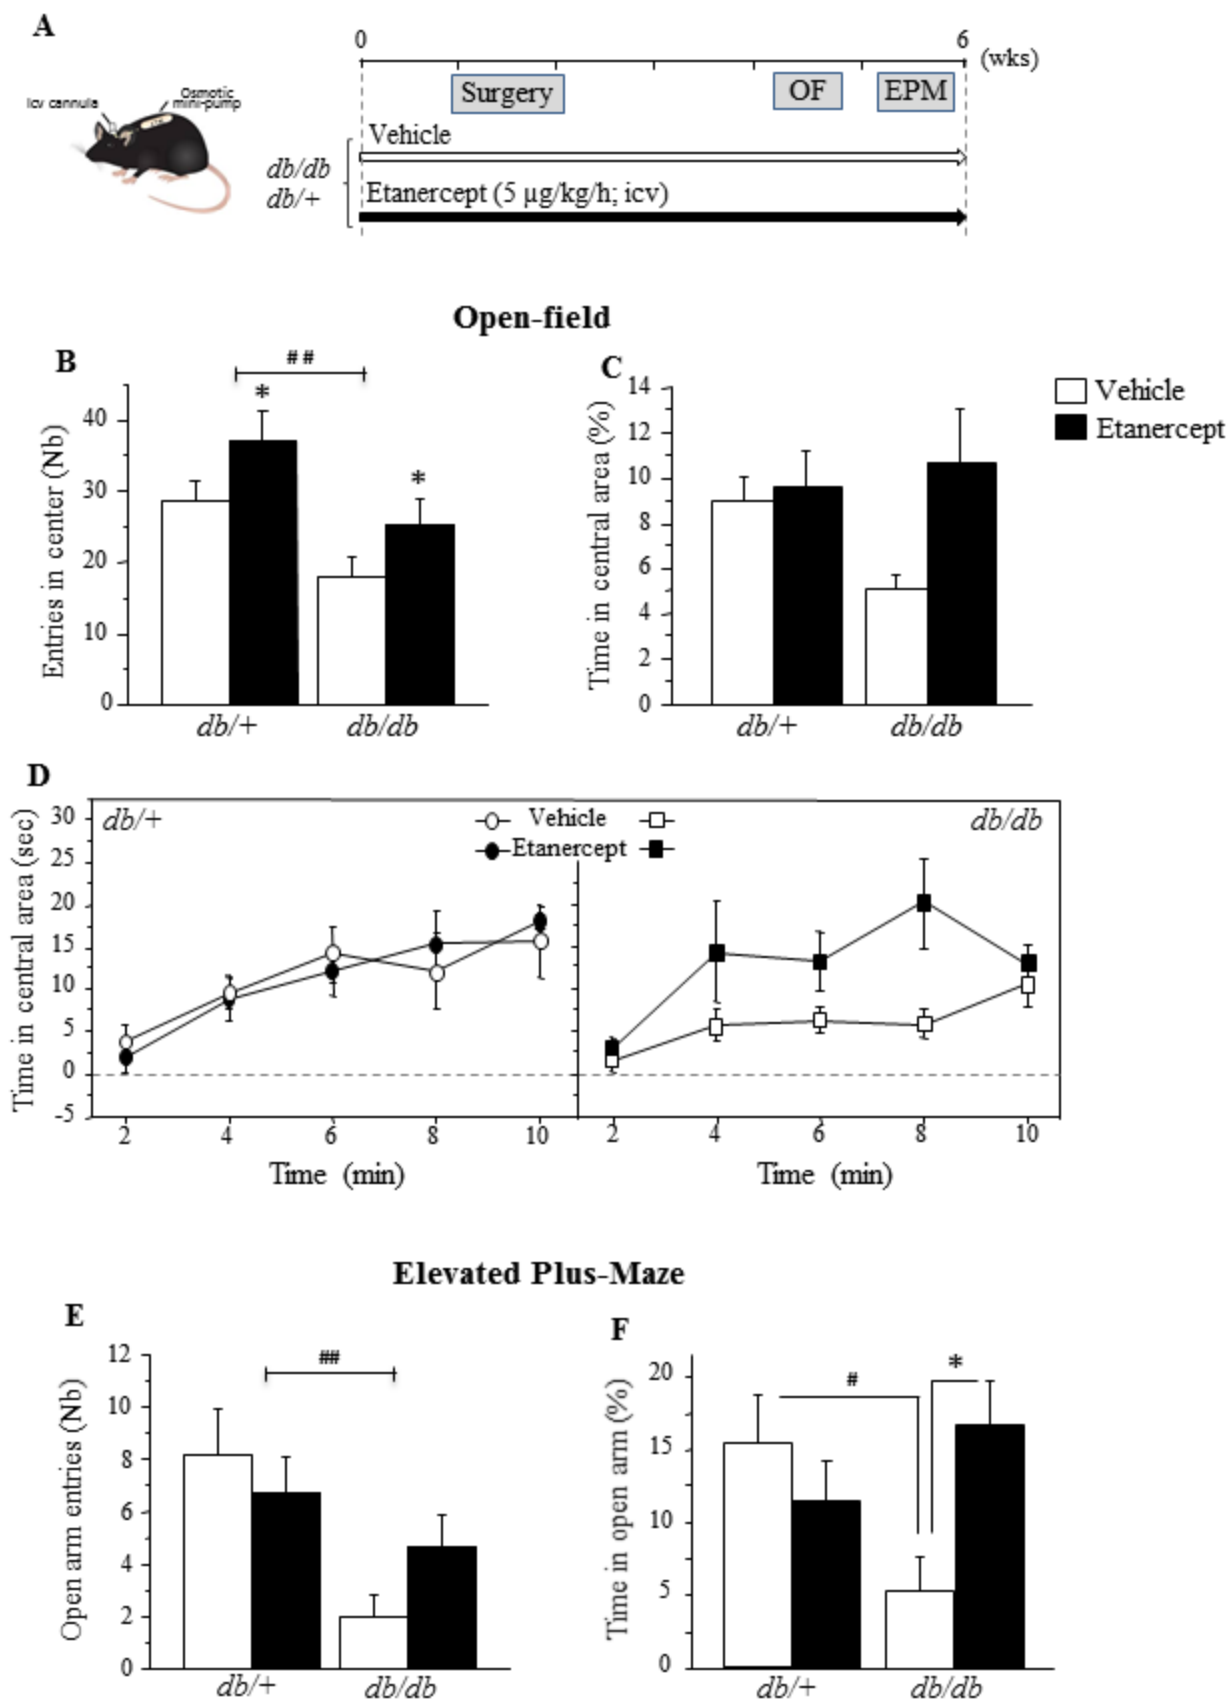 A
0
6
(wks)
Surgery
OF
EPM
Icv cannula
Osmotic
mini-pump
Vehicle
db/db
db/+
Etanercept (5 µg/kg/h; icv)
Open-field
B
##
*
*
40
30
20
10
0
Entries in center (Nb)
db/+
db/db
C
14
12
10
8
6
4
2
0
Time in central area (%)
db/+
db/db
Vehicle
Etanercept
D
db/+
Vehicle
Etanercept
db/db
30
25
20
15
10
5
0
-5
Time in central area (sec)
2 4 6 8 10
2 4 6 8 10
Time (min)
Time (min)
Elevated Plus-Maze
E
##
12
10
8
6
4
2
0
Open arm entries (Nb)
db/+
db/db
F
#
*
20
15
10
5
0
Time in open arm (%)
db/+
db/db